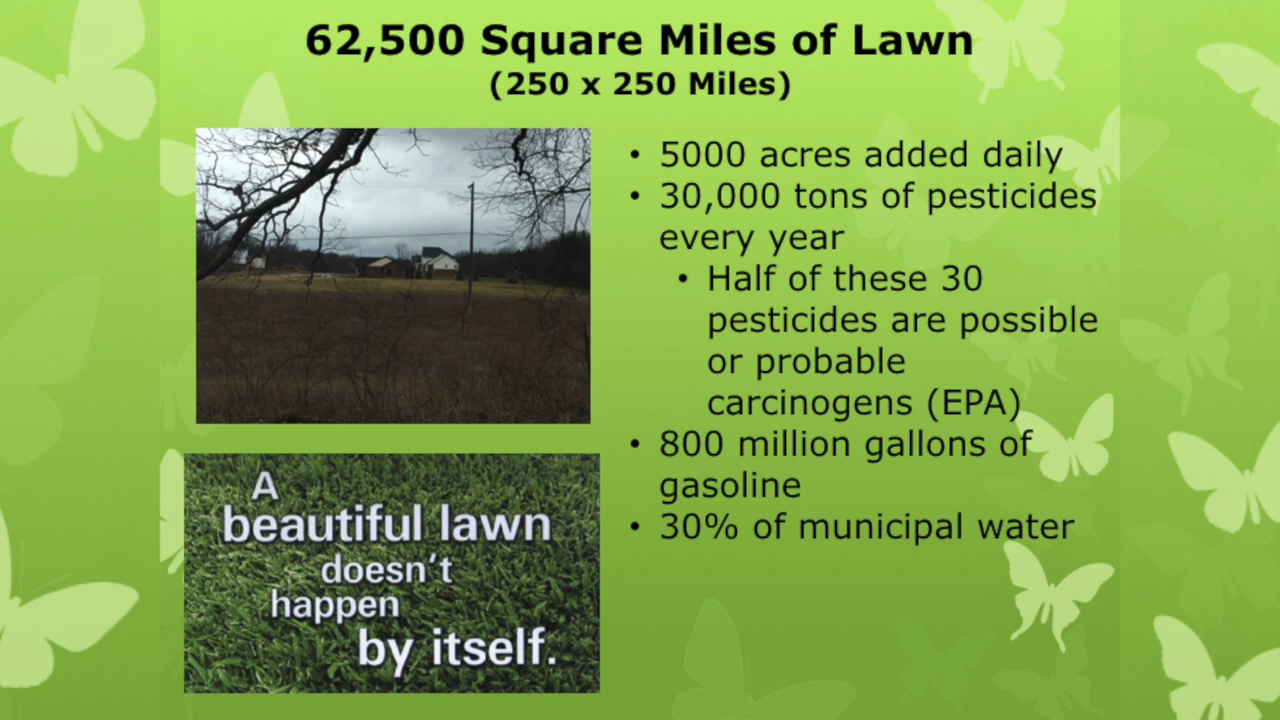 62,500 Square Miles of Lawn
(250 x 250 Miles)
• 5000 acres added daily
• 30,000 tons of pesticides
every year
• Half of these 30
pesticides are possible
or probable
carcinogens (EPA)
• 800 million gallons of
gasoline
• 30% of municipal water
A
beautiful lawn
doesn't
happen
by itself.